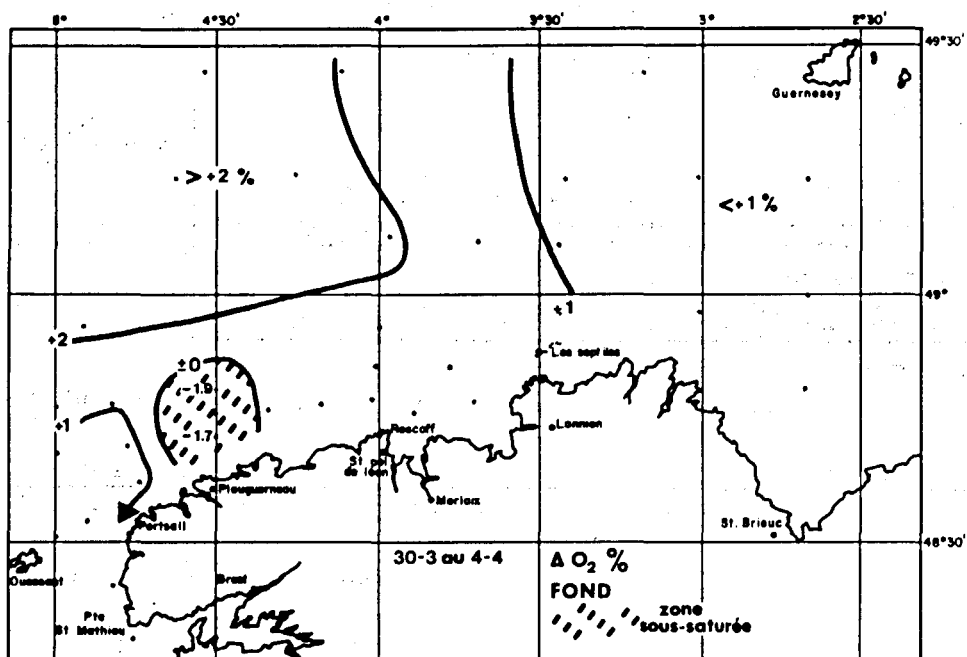 5° 4°30' 4° 3°30' 3° 2°30'
49°30'
Guernesey
> +2 %
< +1 %
49°
+1
+2
Les sept iles
±0
-1.9
+1
-1.7
Roscoff
Lannion
St. pol
de leon
Plouguerneau
Morlaix
Portsall
St. Brieuc
48°30'
30-3 au 4-4
Δ O₂ %
Ouessant
Brest
FOND
Pte
St Mathieu
zone
sous-saturée